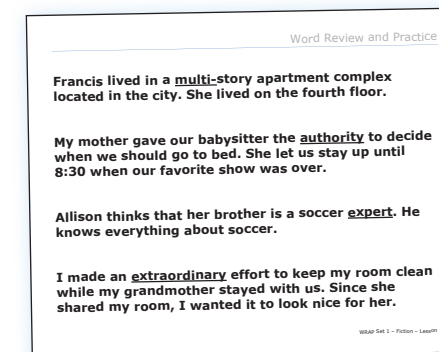 Word Review and Practice
Francis lived in a multi-story apartment complex
located in the city. She lived on the fourth floor.
My mother gave our babysitter the authority to decide
when we should go to bed. She let us stay up until
8:30 when our favorite show was over.
Allison thinks that her brother is a soccer expert. He
knows everything about soccer.
I made an extraordinary effort to keep my room clean
while my grandmother stayed with us. Since she
shared my room, I wanted it to look nice for her.
WRAP Set 1 – Fiction – Lesson